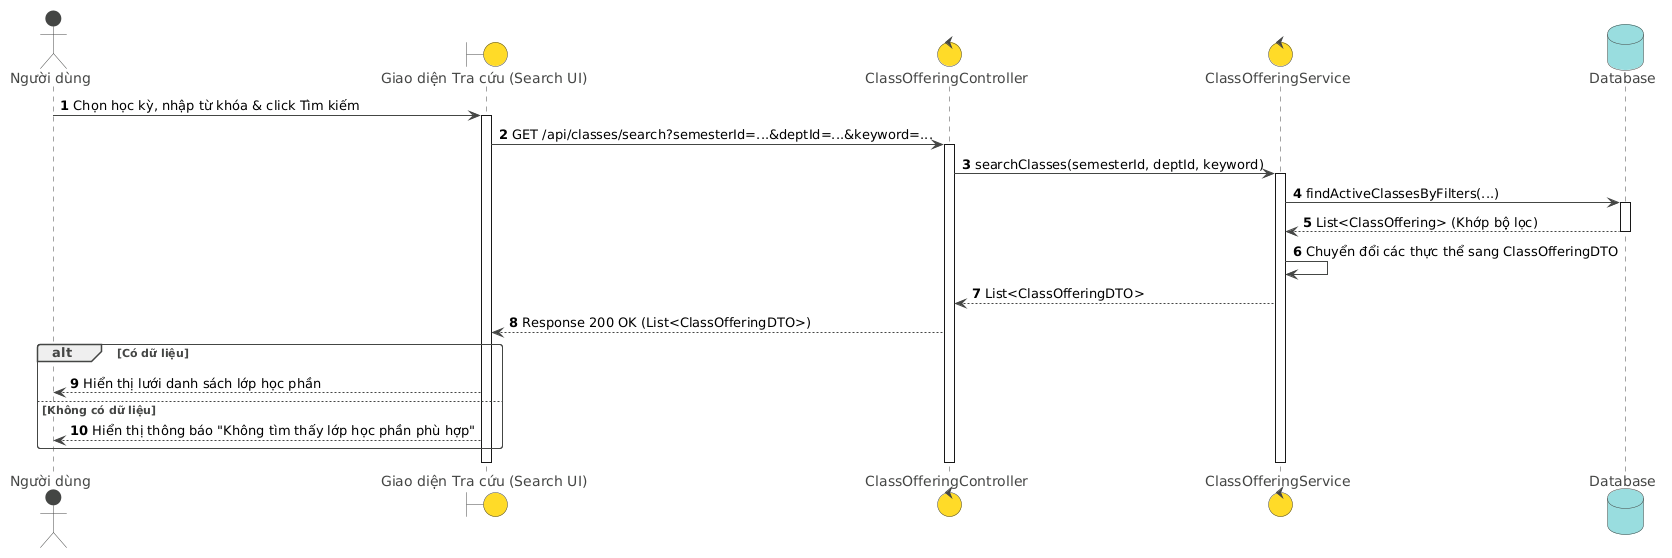 Người dùng
Giao diện Tra cứu (Search UI)
ClassOfferingController
ClassOfferingService
Database
1 Chọn học kỳ, nhập từ khóa & click Tìm kiếm
2 GET /api/classes/search?semesterId=...&deptId=...&keyword=...
3 searchClasses(semesterId, deptId, keyword)
4 findActiveClassesByFilters(...)
5 List<ClassOffering> (Khớp bộ lọc)
6 Chuyển đổi các thực thể sang ClassOfferingDTO
7 List<ClassOfferingDTO>
8 Response 200 OK (List<ClassOfferingDTO>)
alt [Có dữ liệu]
9 Hiển thị lưới danh sách lớp học phần
[Không có dữ liệu]
10 Hiển thị thông báo "Không tìm thấy lớp học phần phù hợp"
Người dùng
Giao diện Tra cứu (Search UI)
ClassOfferingController
ClassOfferingService
Database